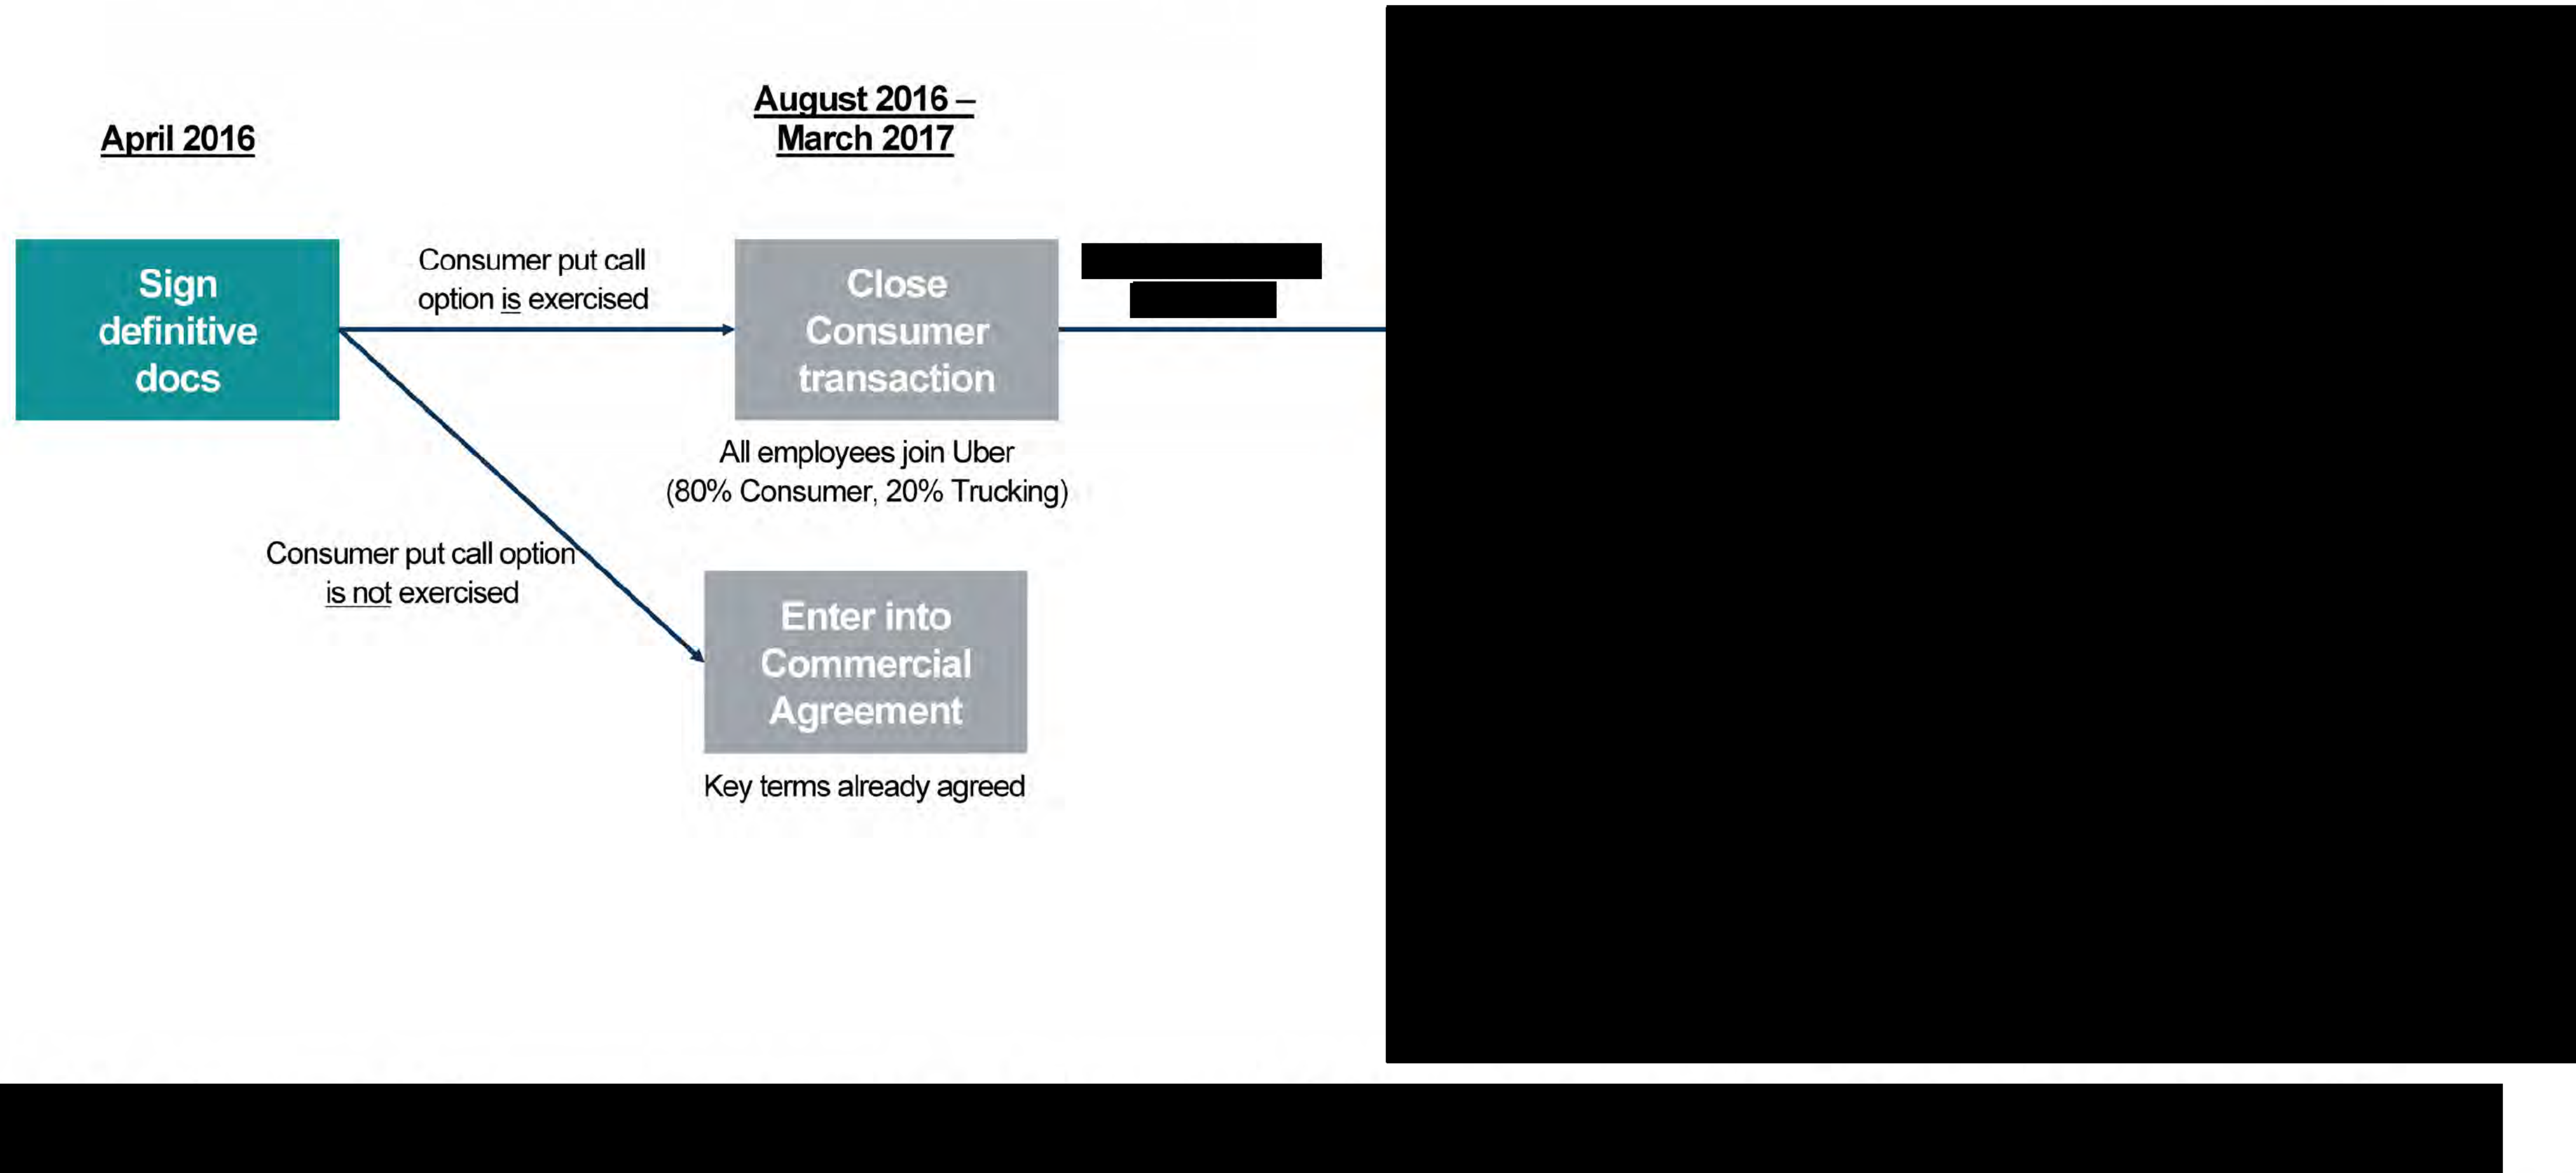 April 2016
August 2016 –
March 2017
Sign
definitive
docs
Consumer put call
option is exercised
Close
Consumer
transaction
All employees join Uber
(80% Consumer, 20% Trucking)
Consumer put call option
is not exercised
Enter into
Commercial
Agreement
Key terms already agreed